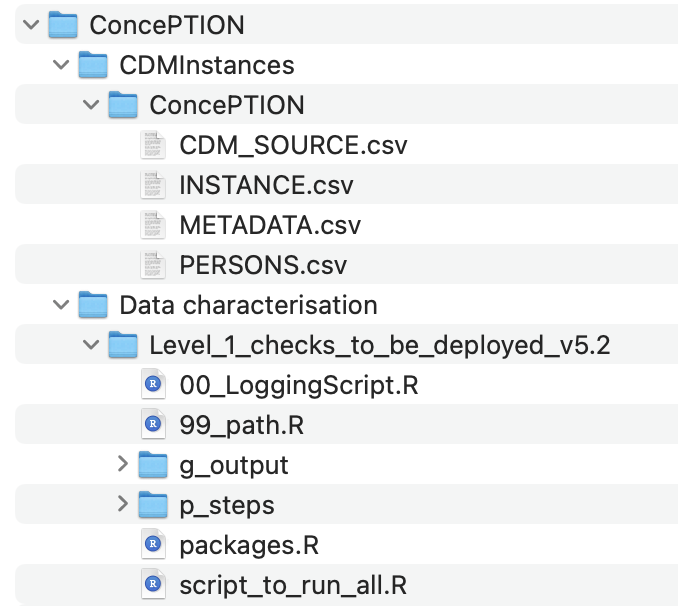 ConcePTION
CDMInstances
ConcePTION
CDM_SOURCE.csv
INSTANCE.csv
METADATA.csv
PERSONS.csv
Data characterisation
Level_1_checks_to_be_deployed_v5.2
R 00_LoggingScript.R
R 99_path.R
g_output
p_steps
R packages.R
R script_to_run_all.R